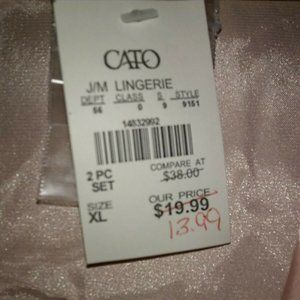 CATO
J/M LINGERIE
DEPT CLASS S STYLE
56 0 9 9151
14832992
2 PC
SET
COMPARE AT
$38.00
SIZE
XL
OUR PRICE
$19.99
13.99